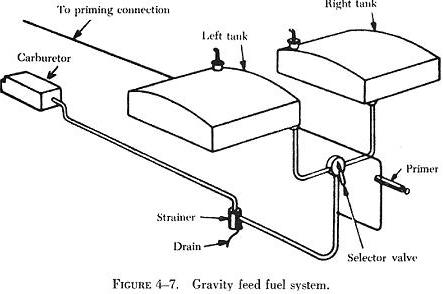 To priming connection
Right tank
Left tank
Carburetor
Primer
Strainer
Drain
Selector valve
FIGURE 4–7. Gravity feed fuel system.